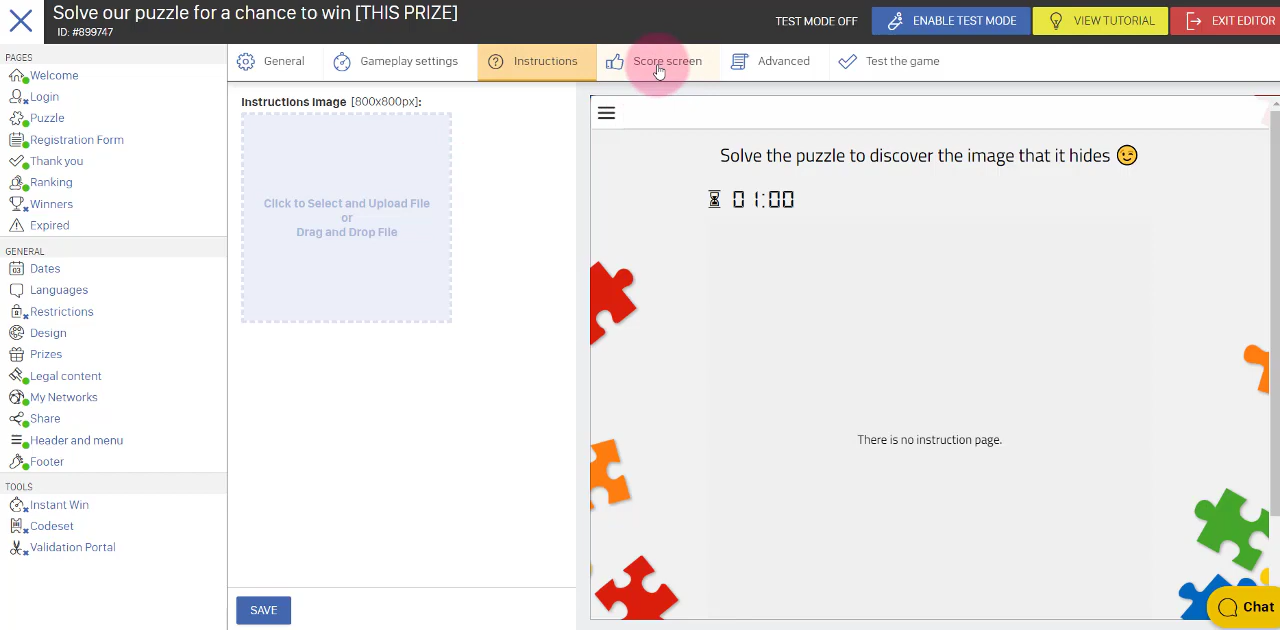 Solve our puzzle for a chance to win [THIS PRIZE]
ID: #899747
TEST MODE OFF
ENABLE TEST MODE
VIEW TUTORIAL
EXIT EDITOR
PAGES
Welcome
Login
Puzzle
Registration Form
Thank you
Ranking
Winners
Expired
GENERAL
Dates
Languages
Restrictions
Design
Prizes
Legal content
My Networks
Share
Header and menu
Footer
TOOLS
Instant Win
Codeset
Validation Portal
General
Gameplay settings
Instructions
Score screen
Advanced
Test the game
Instructions Image [800x800px]:
Click to Select and Upload File
or
Drag and Drop File
SAVE
Solve the puzzle to discover the image that it hides 😉
01:00
There is no instruction page.
Chat